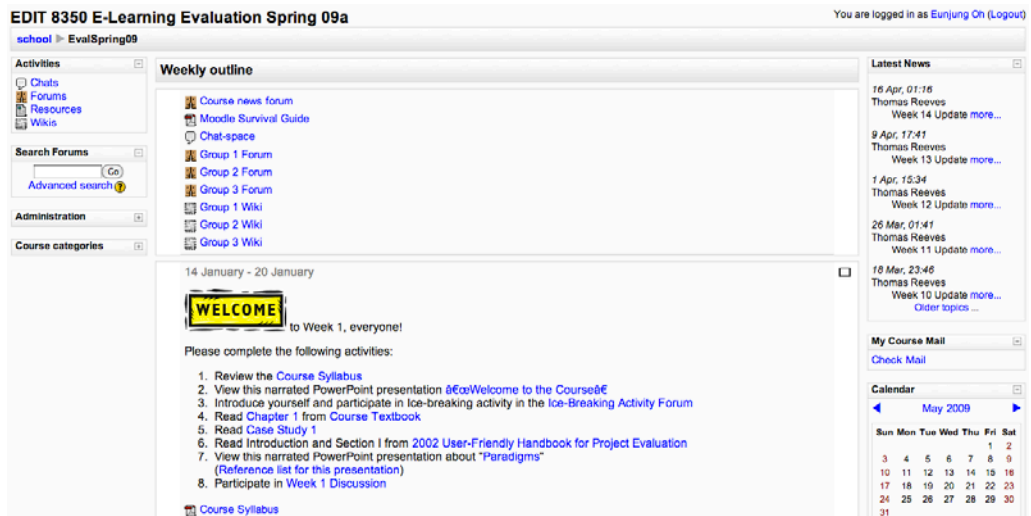 EDIT 8350 E-Learning Evaluation Spring 09a
You are logged in as Eunjung Oh (Logout)
school ► EvalSpring09
Activities
Chats
Forums
Resources
Wikis
Search Forums
Go
Advanced search ?
Administration
Course categories
Weekly outline
Course news forum
Moodle Survival Guide
Chat-space
Group 1 Forum
Group 2 Forum
Group 3 Forum
Group 1 Wiki
Group 2 Wiki
Group 3 Wiki
14 January - 20 January
WELCOME to Week 1, everyone!
Please complete the following activities:
1. Review the Course Syllabus
2. View this narrated PowerPoint presentation â€œWelcome to the Courseâ€
3. Introduce yourself and participate in Ice-breaking activity in the Ice-Breaking Activity Forum
4. Read Chapter 1 from Course Textbook
5. Read Case Study 1
6. Read Introduction and Section I from 2002 User-Friendly Handbook for Project Evaluation
7. View this narrated PowerPoint presentation about "Paradigms"
(Reference list for this presentation)
8. Participate in Week 1 Discussion
Course Syllabus
Latest News
16 Apr, 01:16
Thomas Reeves
Week 14 Update more...
9 Apr, 17:41
Thomas Reeves
Week 13 Update more...
1 Apr, 15:34
Thomas Reeves
Week 12 Update more...
26 Mar, 01:41
Thomas Reeves
Week 11 Update more...
18 Mar, 23:46
Thomas Reeves
Week 10 Update more...
Older topics ...
My Course Mail
Check Mail
Calendar
◄ May 2009 ►
Sun Mon Tue Wed Thu Fri Sat
1 2
3 4 5 6 7 8 9
10 11 12 13 14 15 16
17 18 19 20 21 22 23
24 25 26 27 28 29 30
31